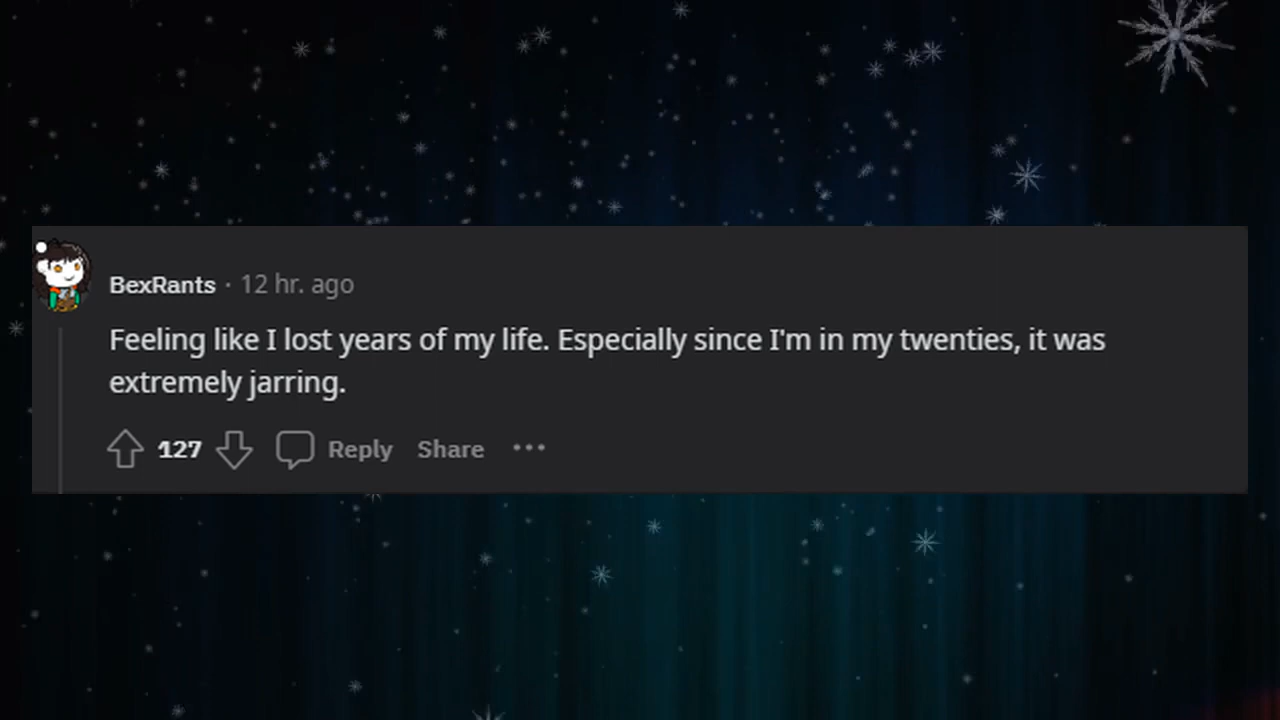 BexRants · 12 hr. ago
Feeling like I lost years of my life. Especially since I'm in my twenties, it was
extremely jarring.
127 Reply Share ···